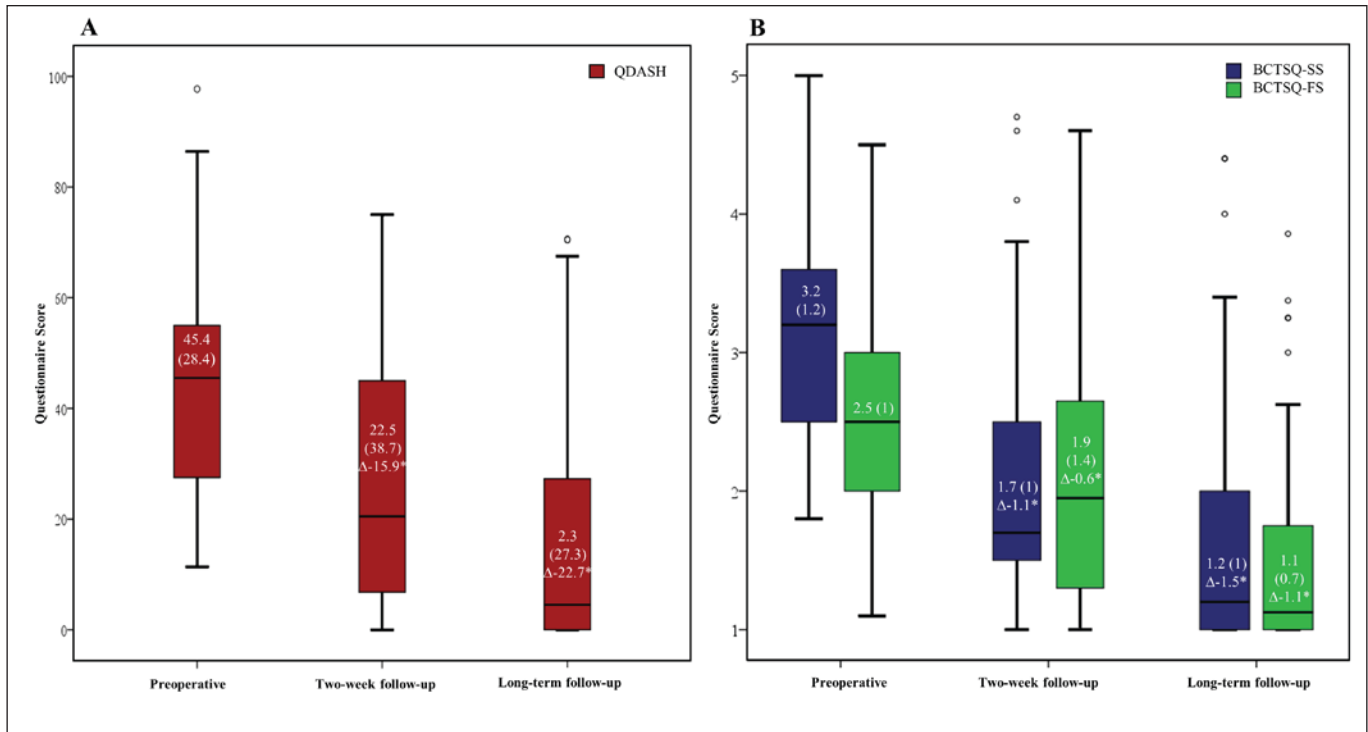 A
QDASH
Questionnaire Score
100
80
60
40
20
0
45.4
(28.4)
22.5
(38.7)
Δ-15.9*
2.3
(27.3)
Δ-22.7*
Preoperative
Two-week follow-up
Long-term follow-up
B
BCTSQ-SS
BCTSQ-FS
Questionnaire Score
5
4
3
2
1
3.2
(1.2)
2.5 (1)
1.7 (1)
Δ-1.1*
1.9
(1.4)
Δ-0.6*
1.2 (1)
Δ-1.5*
1.1
(0.7)
Δ-1.1*
Preoperative
Two-week follow-up
Long-term follow-up